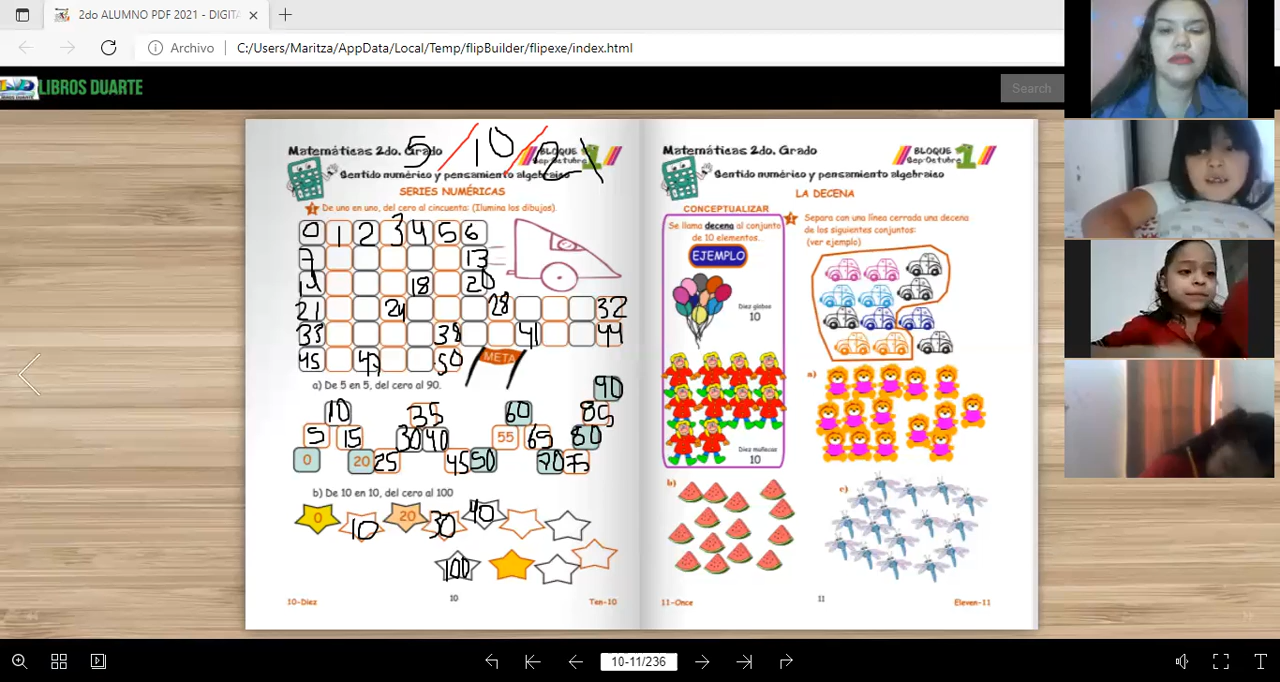 2do ALUMNO PDF 2021 - DIGITA
Archivo C:/Users/Maritza/AppData/Local/Temp/flipBuilder/flipexe/index.html
LIBROS DUARTE
Search
5/10/21
Matemáticas 2do. Grado
BLOQUE 1
Sep-Octubre
Sentido numérico y pensamiento algebraico
SERIES NUMÉRICAS
De uno en uno, del cero al cincuenta: (Ilumina los dibujos).
0 1 2 3 4 5 6
7 13
14 18 20
21 24 28 32
33 38 41 44
45 50
META
a) De 5 en 5, del cero al 90.
90
10 35 60 85
5 15 30 40 55 65 80
0 20 25 45 50 70 75
b) De 10 en 10, del cero al 100
0 10 20 30 40
100
10-Diez 10 Ten-10
Matemáticas 2do. Grado
BLOQUE 1
Sep-Octubre
Sentido numérico y pensamiento algebraico
LA DECENA
CONCEPTUALIZAR
Se llama decena al conjunto
de 10 elementos.
EJEMPLO
Diez globos
10
Diez muñecas
10
Separa con una línea cerrada una decena
de los siguientes conjuntos:
(ver ejemplo)
a)
b)
c)
11-Once 11 Eleven-11
10-11/236